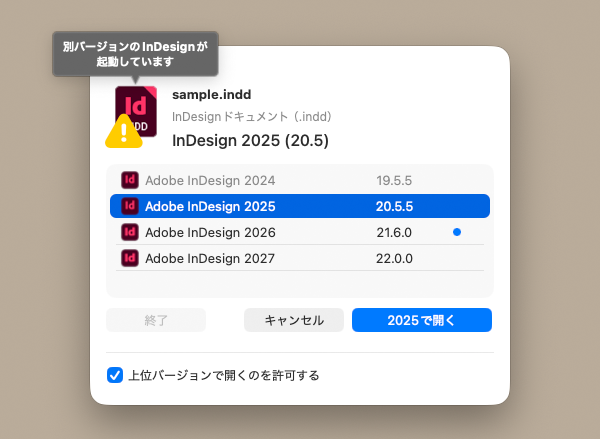 別バージョンのInDesignが
起動しています
Id
sample.indd
InDesignドキュメント（.indd）
InDesign 2025 (20.5)
Id Adobe InDesign 2024 19.5.5
Id Adobe InDesign 2025 20.5.5
Id Adobe InDesign 2026 21.6.0
Id Adobe InDesign 2027 22.0.0
終了 キャンセル 2025で開く
上位バージョンで開くのを許可する